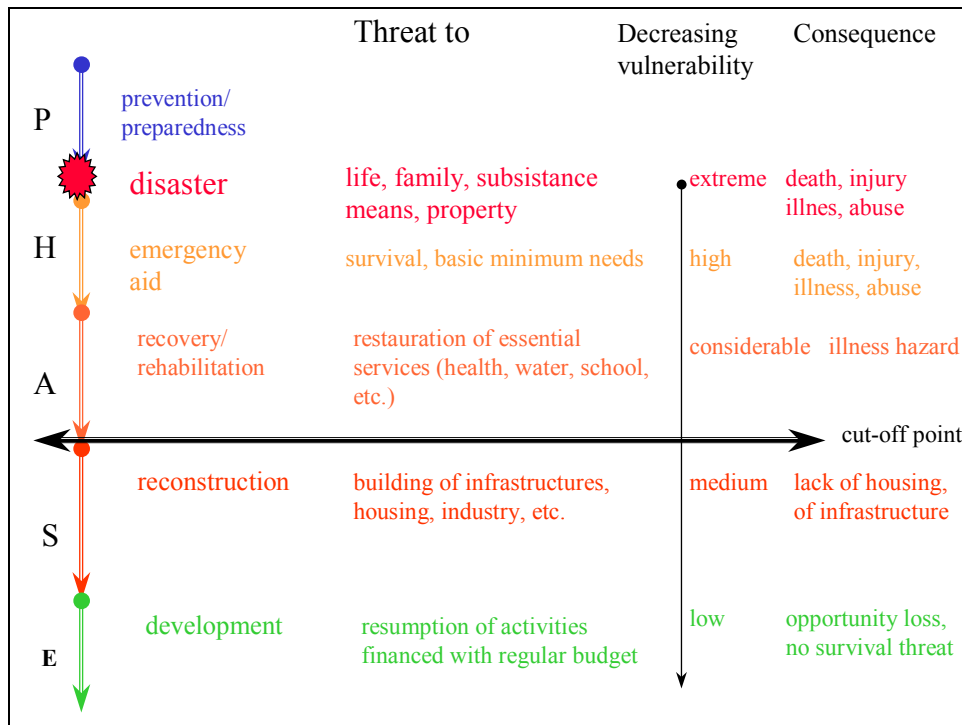 Threat to
Decreasing
vulnerability
Consequence
P
prevention/
preparedness
disaster
life, family, subsistance
means, property
extreme
death, injury
illnes, abuse
H
emergency
aid
survival, basic minimum needs
high
death, injury,
illness, abuse
A
recovery/
rehabilitation
restauration of essential
services (health, water, school,
etc.)
considerable
illness hazard
cut-off point
S
reconstruction
building of infrastructures,
housing, industry, etc.
medium
lack of housing,
of infrastructure
E
development
resumption of activities
financed with regular budget
low
opportunity loss,
no survival threat